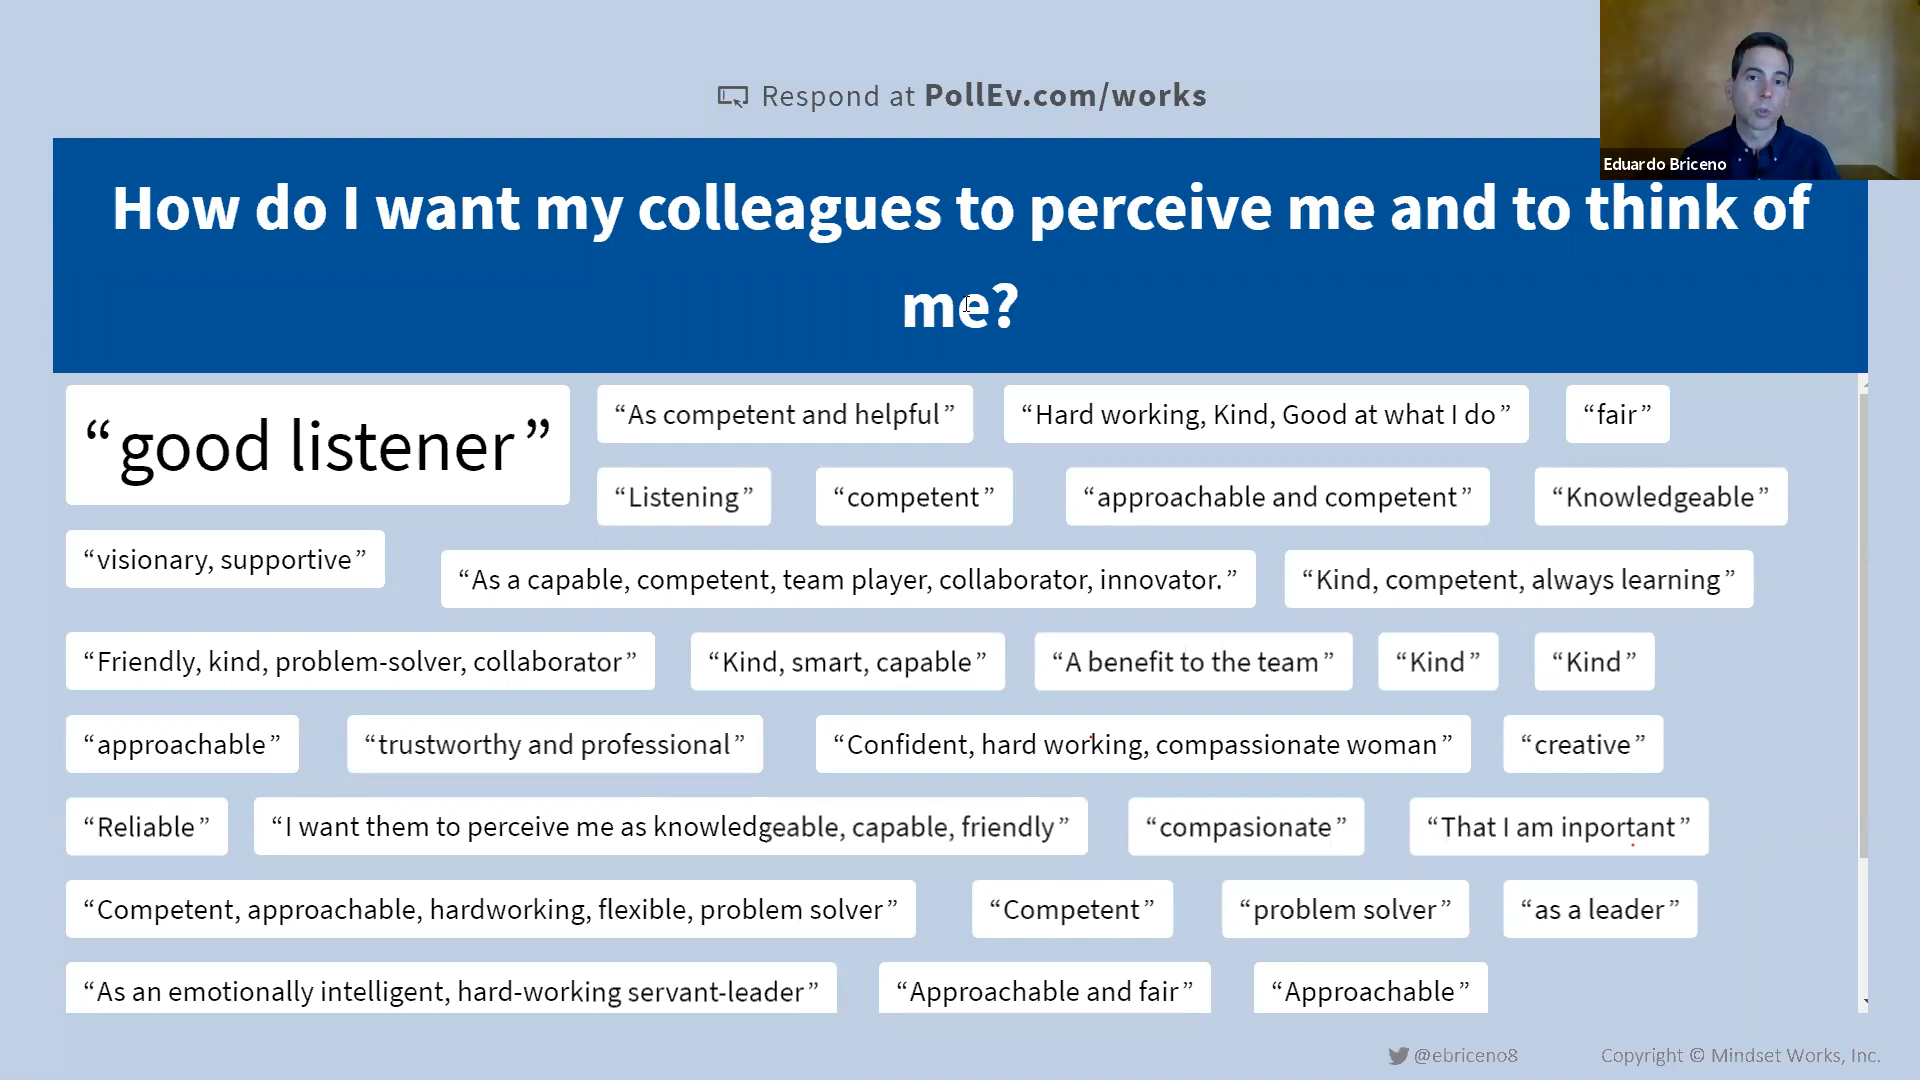 Respond at PollEv.com/works
Eduardo Briceno
How do I want my colleagues to perceive me and to think of
me?
“good listener”
“As competent and helpful”
“Hard working, Kind, Good at what I do”
“fair”
“Listening”
“competent”
“approachable and competent”
“Knowledgeable”
“visionary, supportive”
“As a capable, competent, team player, collaborator, innovator.”
“Kind, competent, always learning”
“Friendly, kind, problem-solver, collaborator”
“Kind, smart, capable”
“A benefit to the team”
“Kind”
“Kind”
“approachable”
“trustworthy and professional”
“Confident, hard working, compassionate woman”
“creative”
“Reliable”
“I want them to perceive me as knowledgeable, capable, friendly”
“compasionate”
“That I am inportant”
“Competent, approachable, hardworking, flexible, problem solver”
“Competent”
“problem solver”
“as a leader”
“As an emotionally intelligent, hard-working servant-leader”
“Approachable and fair”
“Approachable”
@ebriceno8
Copyright © Mindset Works, Inc.